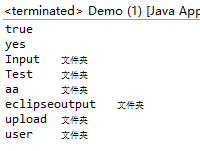 <terminated> Demo (1) [Java App
true
yes
Input 文件夹
Test 文件夹
aa 文件夹
eclipseoutput 文件夹
upload 文件夹
user 文件夹